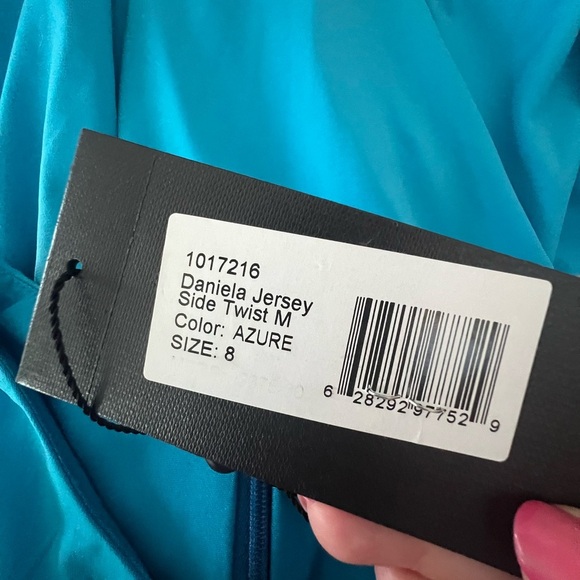 1017216
Daniela Jersey
Side Twist M
Color: AZURE
SIZE: 8
6 28292 97752 9